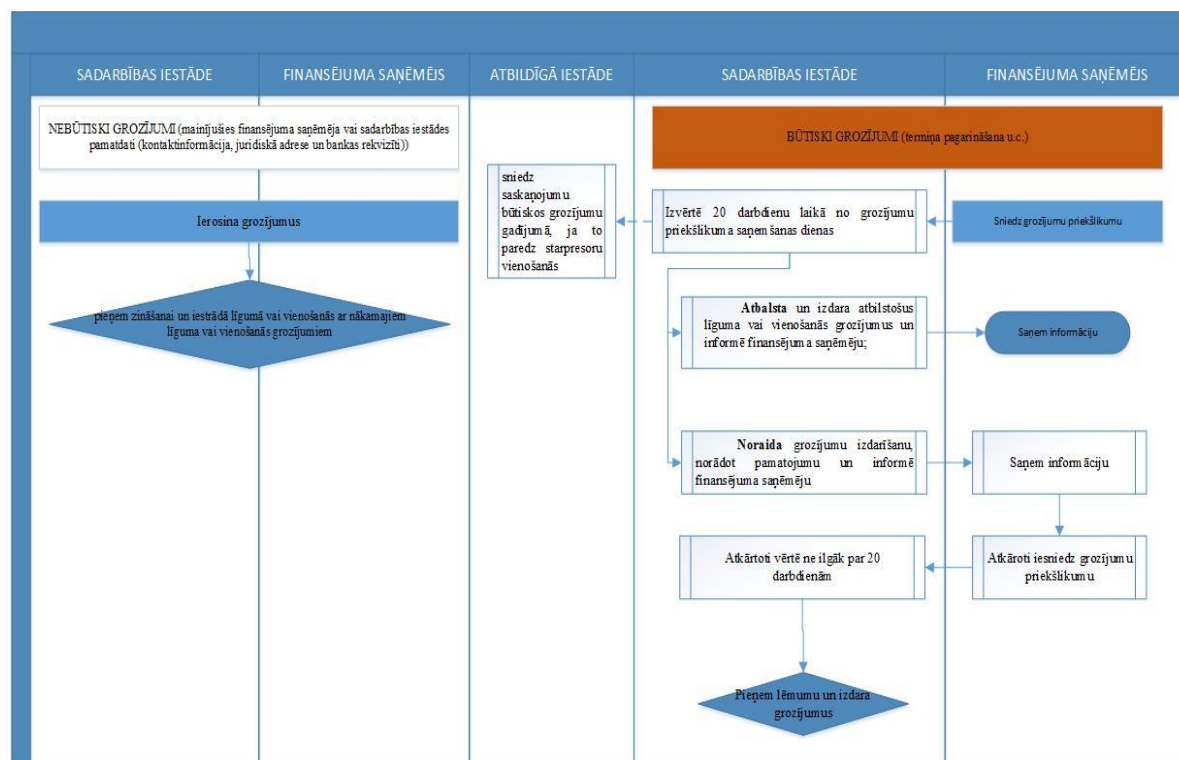 SADARBĪBAS IESTĀDE
FINANSĒJUMA SAŅĒMĒJS
ATBILDĪGĀ IESTĀDE
SADARBĪBAS IESTĀDE
FINANSĒJUMA SAŅĒMĒJS
NEBŪTISKI GROZĪJUMI (mainījušies finansējuma saņēmēja vai sadarbības iestādes
pamatdati (kontaktinformācija, juridiskā adrese un bankas rekvizīti))
Ierosina grozījumus
pieņem zināšanai un iestrādā līgumā vai vienošanās ar nākamajiem
līguma vai vienošanās grozījumiem
sniedz
saskaņojumu
būtiskos grozījumu
gadījumā, ja to
paredz starpresoru
vienošanās
BŪTISKI GROZĪJUMI (termiņa pagarināšana u.c.)
Izvērtē 20 darbdienu laikā no grozījumu
priekšlikuma saņemšanas dienas
Sniedz grozījumu priekšlikumu
Atbalsta un izdara atbilstošus
līguma vai vienošanās grozījumus un
informē finansējuma saņēmēju;
Saņem informāciju
Noraida grozījumu izdarīšanu,
norādot pamatojumu un informē
finansējuma saņēmēju
Saņem informāciju
Atkārtoti vērtē ne ilgāk par 20
darbdienām
Atkāroti iesniedz grozījumu
priekšlikumu
Pieņem lēmumu un izdara
grozījumus